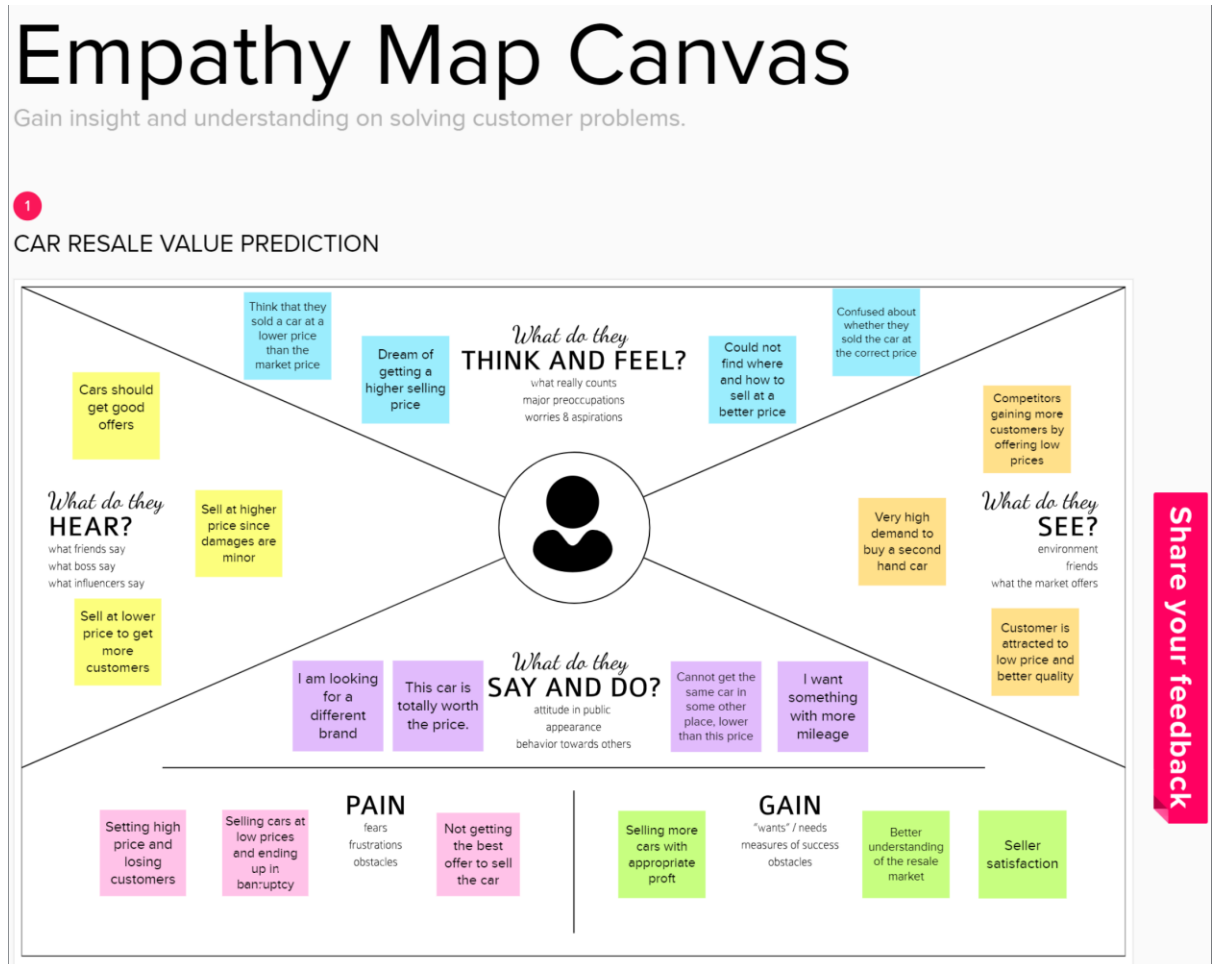 Empathy Map Canvas
Gain insight and understanding on solving customer problems.
1
CAR RESALE VALUE PREDICTION
Think that they
sold a car at a
lower price
than the
market price
Dream of
getting a
higher selling
price
What do they
THINK AND FEEL?
what really counts
major preoccupations
worries & aspirations
Could not
find where
and how to
sell at a
better price
Confused about
whether they
sold the car at
the correct price
Cars should
get good
offers
What do they
HEAR?
what friends say
what boss say
what influencers say
Sell at higher
price since
damages are
minor
Sell at lower
price to get
more
customers
Competitors
gaining more
customers by
offering low
prices
Very high
demand to
buy a second
hand car
What do they
SEE?
environment
friends
what the market offers
Customer is
attracted to
low price and
better quality
I am looking
for a
different
brand
This car is
totally worth
the price.
What do they
SAY AND DO?
attitude in public
appearance
behavior towards others
Cannot get the
same car in
some other
place, lower
than this price
I want
something
with more
mileage
Setting high
price and
losing
customers
Selling cars at
low prices
and ending
up in
ban:uptcy
PAIN
fears
frustrations
obstacles
Not getting
the best
offer to sell
the car
Selling more
cars with
appropriate
proft
GAIN
"wants" / needs
measures of success
obstacles
Better
understanding
of the resale
market
Seller
satisfaction
Share your feedback